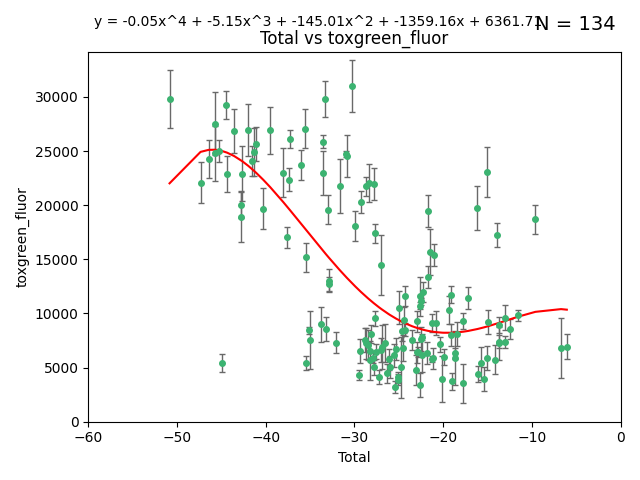 y = -0.05x^4 + -5.15x^3 + -145.01x^2 + -1359.16x + 6361.71
N = 134
Total vs toxgreen_fluor
30000
25000
20000
15000
10000
5000
0
toxgreen_fluor
−60
−50
−40
−30
−20
−10
0
Total